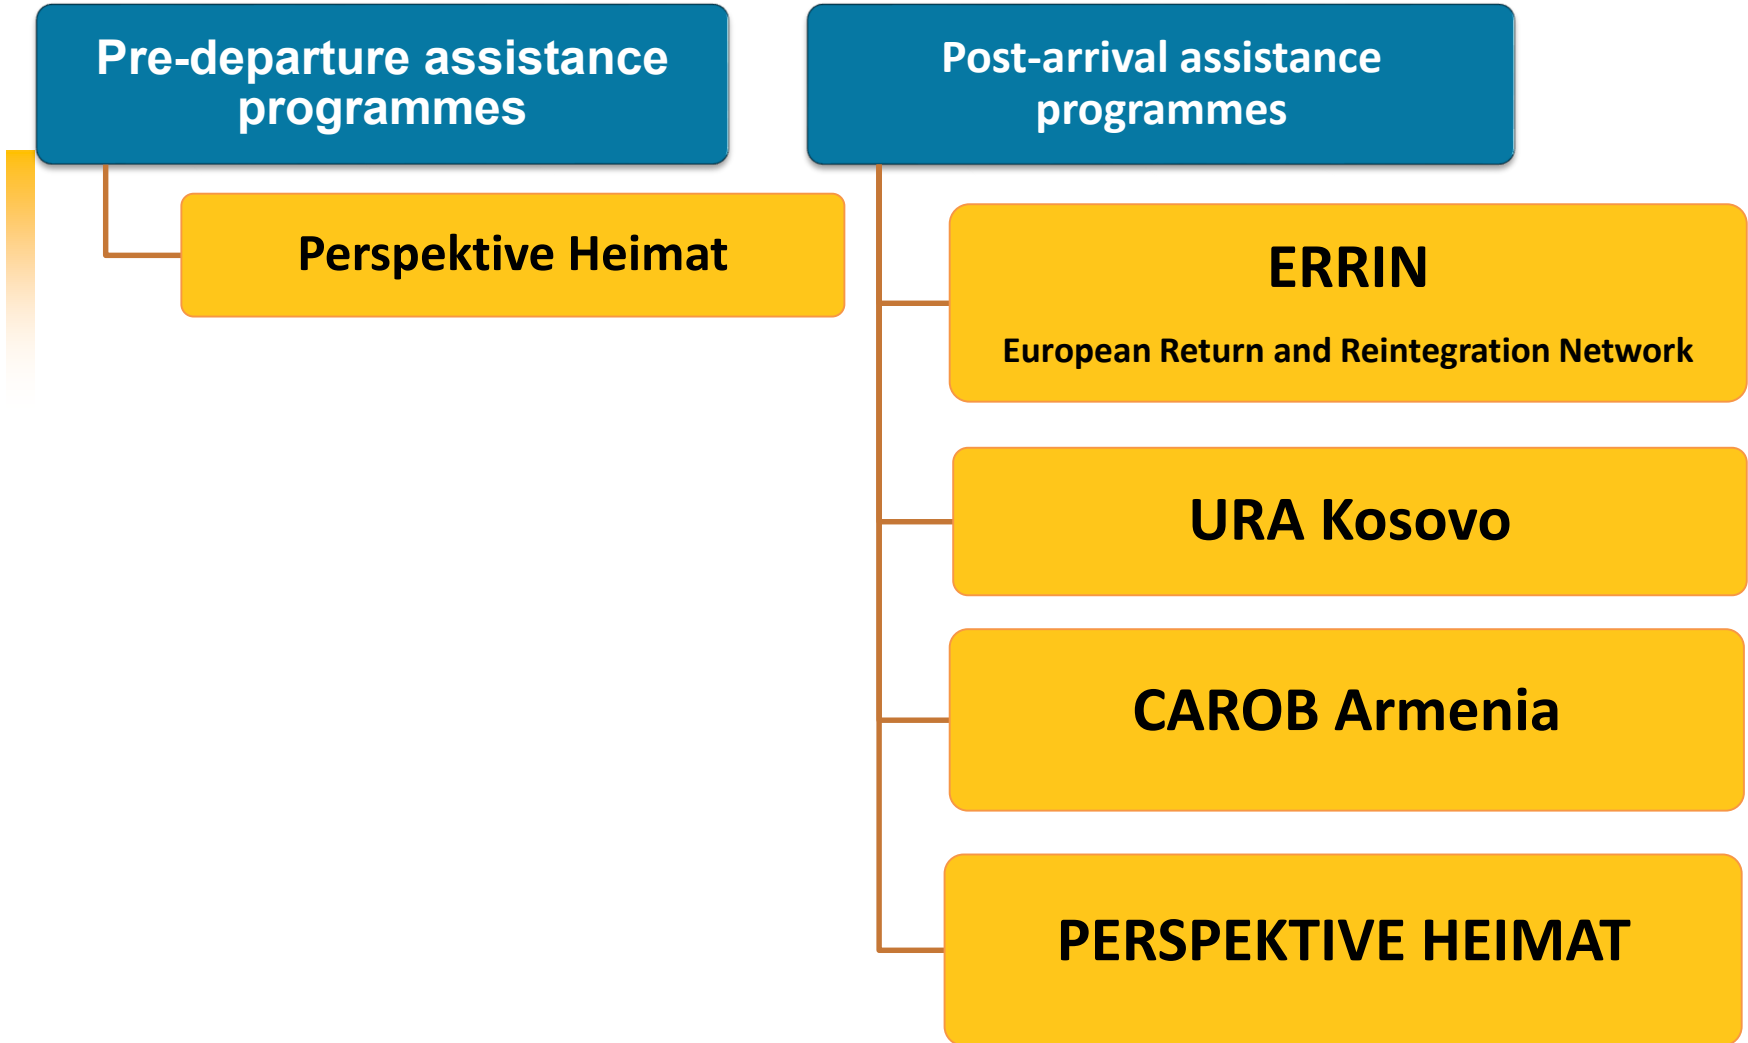 Pre-departure assistance
programmes
Perspektive Heimat
Post-arrival assistance
programmes
ERRIN
European Return and Reintegration Network
URA Kosovo
CAROB Armenia
PERSPEKTIVE HEIMAT